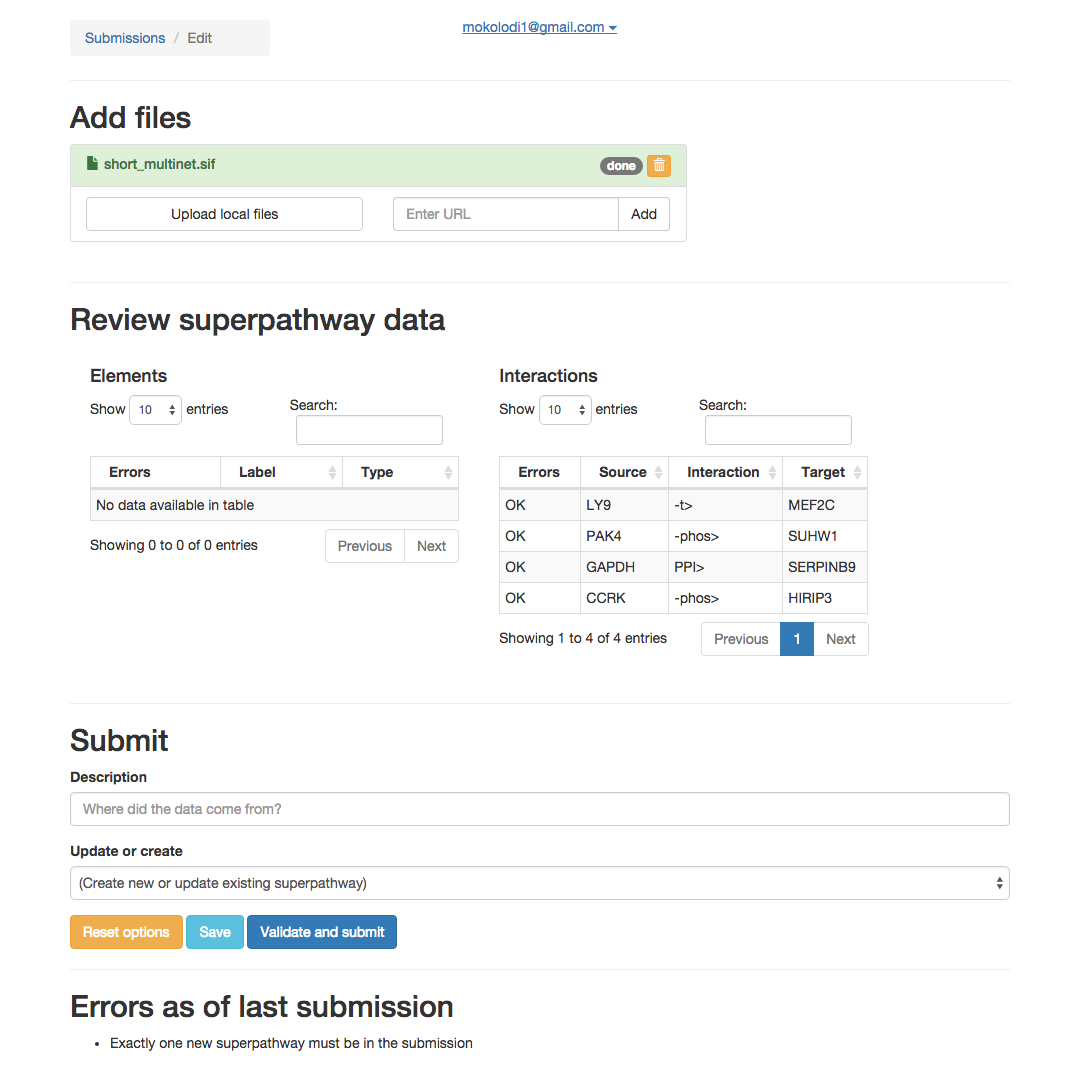 Submissions / Edit
mokolodi1@gmail.com
Add files
short_multinet.sif done
Upload local files Enter URL Add
Review superpathway data
Elements
Show 10 entries Search:
Errors Label Type
No data available in table
Showing 0 to 0 of 0 entries Previous Next
Interactions
Show 10 entries Search:
Errors Source Interaction Target
OK LY9 -t> MEF2C
OK PAK4 -phos> SUHW1
OK GAPDH PPI> SERPINB9
OK CCRK -phos> HIRIP3
Showing 1 to 4 of 4 entries Previous 1 Next
Submit
Description
Where did the data come from?
Update or create
(Create new or update existing superpathway)
Reset options Save Validate and submit
Errors as of last submission
• Exactly one new superpathway must be in the submission